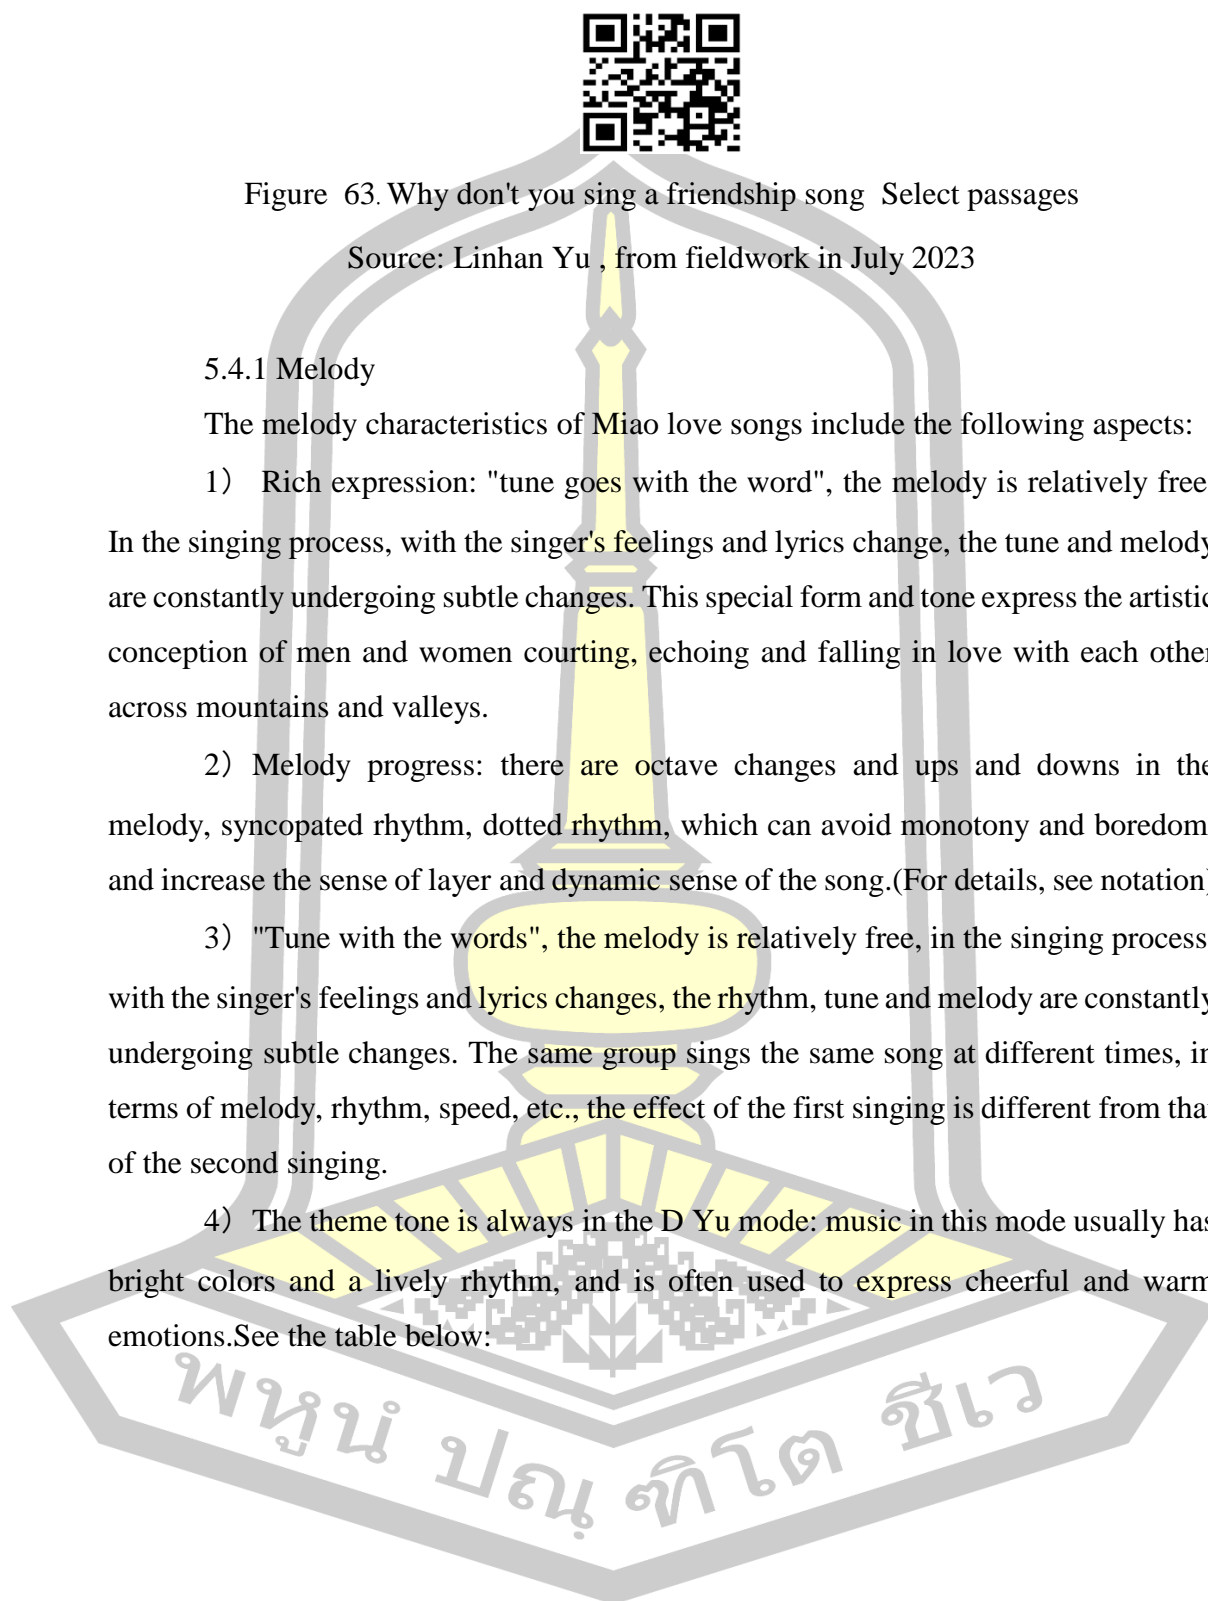 Figure 63. Why don't you sing a friendship song Select passages
Source: Linhan Yu , from fieldwork in July 2023
5.4.1 Melody
The melody characteristics of Miao love songs include the following aspects:
1） Rich expression: "tune goes with the word", the melody is relatively free
In the singing process, with the singer's feelings and lyrics change, the tune and melody
are constantly undergoing subtle changes. This special form and tone express the artistic
conception of men and women courting, echoing and falling in love with each other
across mountains and valleys.
2）Melody progress: there are octave changes and ups and downs in the
melody, syncopated rhythm, dotted rhythm, which can avoid monotony and boredom
and increase the sense of layer and dynamic sense of the song.(For details, see notation)
3）"Tune with the words", the melody is relatively free, in the singing process
with the singer's feelings and lyrics changes, the rhythm, tune and melody are constantly
undergoing subtle changes. The same group sings the same song at different times, in
terms of melody, rhythm, speed, etc., the effect of the first singing is different from that
of the second singing.
4）The theme tone is always in the D Yu mode: music in this mode usually has
bright colors and a lively rhythm, and is often used to express cheerful and warm
emotions.See the table below:
พหูนํ ปณฺฑิโต ชีเว